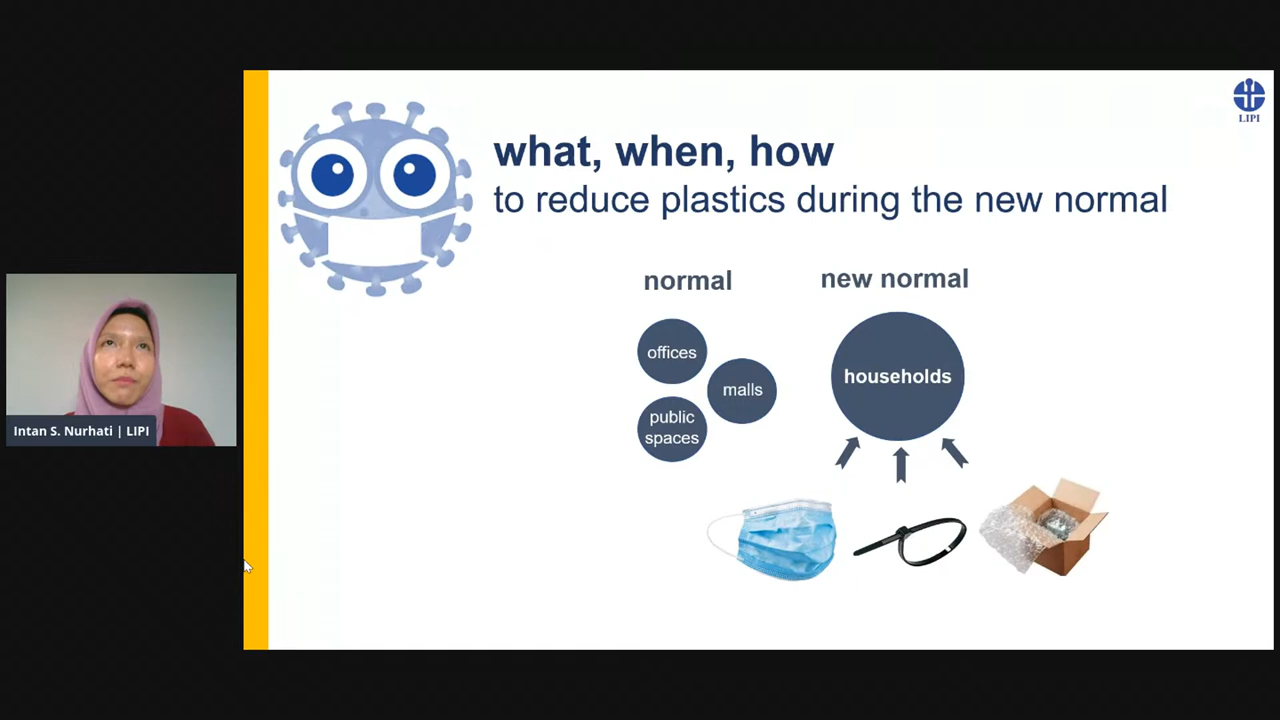 LIPI
what, when, how
to reduce plastics during the new normal
normal
new normal
offices
malls
public
spaces
households
Intan S. Nurhati | LIPI